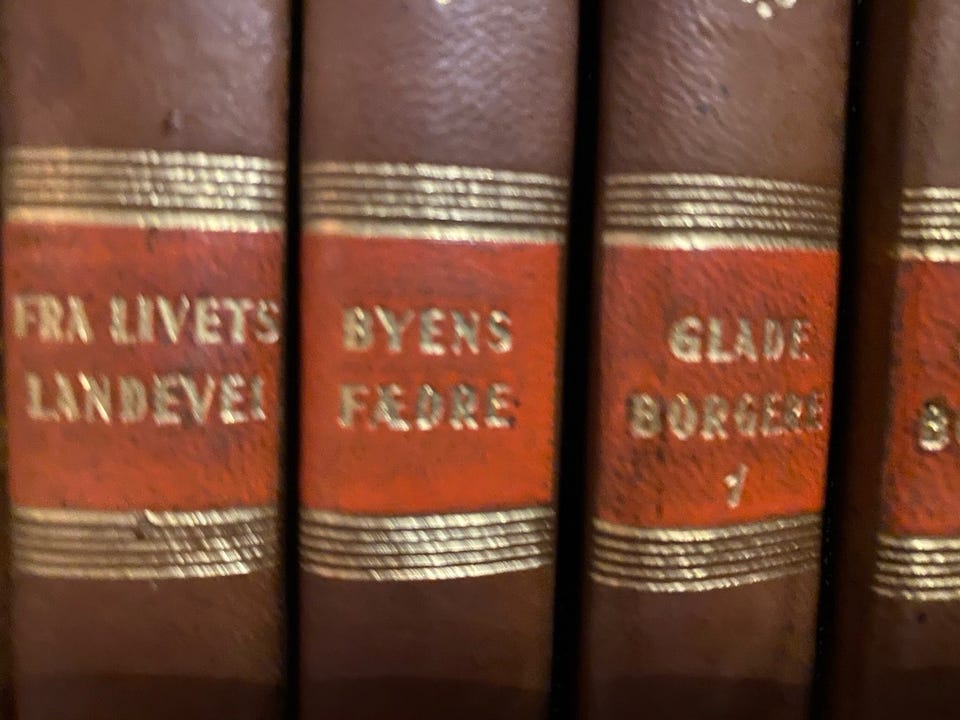 FRA LIVETS
LANDEVEI
BYENS
FÆDRE
GLADE
BORGERE
1